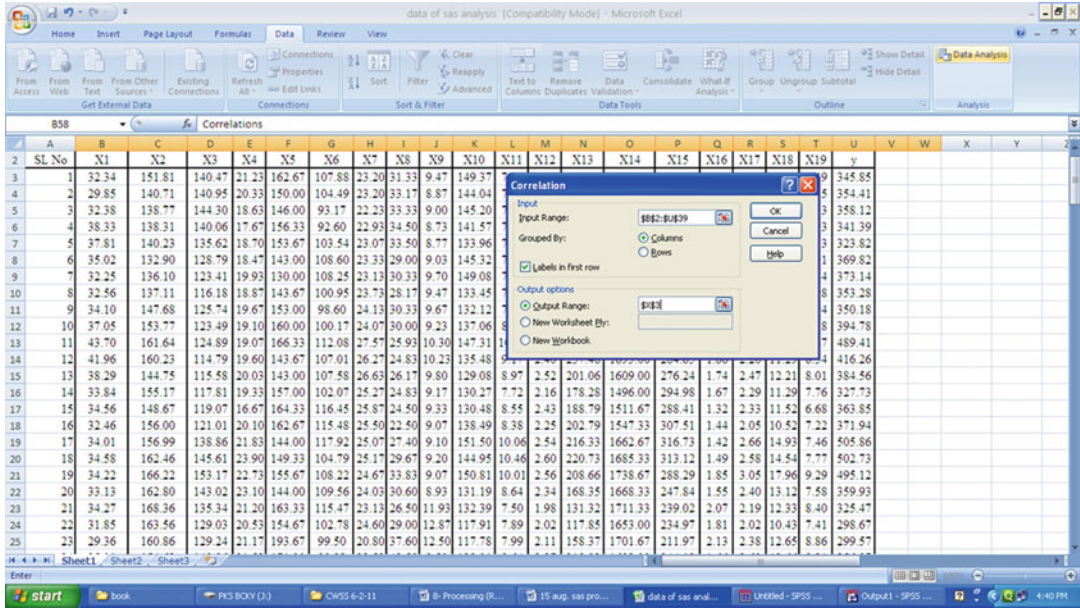 data of sas analysis [Compatibility Mode] - Microsoft Excel
Home Insert Page Layout Formulas Data Review View
From Access From Web From Text From Other Sources Existing Connections
Get External Data
Refresh All Connections Properties Edit Links
Connections
Sort Filter Clear Reapply Advanced
Sort & Filter
Text to Columns Remove Duplicates Data Validation Consolidate What-If Analysis
Data Tools
Group Ungroup Subtotal Show Detail Hide Detail
Outline
Data Analysis
Analysis
B58 fx Correlations
A B C D E F G H I J K L M N O P Q R S T U V W X Y Z
2 SL No X1 X2 X3 X4 X5 X6 X7 X8 X9 X10 X11 X12 X13 X14 X15 X16 X17 X18 X19 y
3 1 32.34 151.81 140.47 21.23 162.67 107.88 23.20 31.33 9.47 149.37 9 345.85
4 2 29.85 140.71 140.95 20.33 150.00 104.49 23.20 33.17 8.87 144.04 5 354.41
5 3 32.38 138.77 144.30 18.63 146.00 93.17 22.23 33.33 9.00 145.20 3 358.12
6 4 38.33 138.31 140.06 17.67 156.33 92.60 22.93 34.50 8.73 141.57 3 341.39
7 5 37.81 140.23 135.62 18.70 153.67 103.54 23.07 33.50 8.77 133.96 2 323.82
8 6 35.02 132.90 128.79 18.47 143.00 108.60 23.33 29.00 9.03 145.32 1 369.82
9 7 32.25 136.10 123.41 19.93 130.00 108.25 23.13 30.33 9.70 149.08 4 373.14
10 8 32.56 137.11 116.18 18.87 143.67 100.95 23.73 28.17 9.47 133.45 8 353.28
11 9 34.10 147.68 125.74 19.67 153.00 98.60 24.13 30.33 9.67 132.12 4 350.18
12 10 37.05 153.77 123.49 19.10 160.00 100.17 24.07 30.00 9.23 137.06 8 394.78
13 11 43.70 161.64 124.89 19.07 166.33 112.08 27.57 25.93 10.30 147.31 7 489.41
14 12 41.96 160.23 114.79 19.60 143.67 107.01 26.27 24.83 10.23 135.48 416.26
15 13 38.29 144.75 115.58 20.03 143.00 107.58 26.63 26.17 9.80 129.08 8.97 2.52 201.06 1609.00 276.24 1.74 2.47 12.21 8.01 384.56
16 14 33.84 155.17 117.81 19.33 157.00 102.07 25.27 24.83 9.17 130.27 7.72 2.16 178.28 1496.00 294.98 1.67 2.29 11.29 7.76 327.73
17 15 34.56 148.67 119.07 16.67 164.33 116.45 25.87 24.50 9.33 130.48 8.55 2.43 188.79 1511.67 288.41 1.32 2.33 11.52 6.68 363.85
18 16 32.46 156.00 121.01 20.10 162.67 115.48 25.50 22.50 9.07 138.49 8.38 2.25 202.79 1547.33 307.51 1.44 2.05 10.52 7.22 371.94
19 17 34.01 156.99 138.86 21.83 144.00 117.92 25.07 27.40 9.10 151.50 10.06 2.54 216.33 1662.67 316.73 1.42 2.66 14.93 7.46 505.86
20 18 34.58 162.46 145.61 23.90 149.33 104.79 25.17 29.67 9.20 144.95 10.46 2.60 220.73 1685.33 313.12 1.49 2.58 14.54 7.77 502.73
21 19 34.22 166.22 153.17 22.73 155.67 108.22 24.67 33.83 9.07 150.81 10.01 2.56 208.66 1738.67 288.29 1.85 3.05 17.96 9.29 495.12
22 20 33.13 162.80 143.02 23.10 144.00 109.56 24.03 30.60 8.93 131.19 8.64 2.34 168.35 1668.33 247.84 1.55 2.40 13.12 7.58 359.93
23 21 34.27 168.36 135.34 21.20 163.33 115.47 23.13 26.50 11.93 132.39 7.50 1.98 131.32 1711.33 239.02 2.07 2.19 12.33 8.40 325.47
24 22 31.85 163.56 129.03 20.53 154.67 102.78 24.60 29.00 12.87 117.91 7.89 2.02 117.85 1653.00 234.97 1.81 2.02 10.43 7.41 298.67
25 23 29.36 160.86 129.24 21.17 193.67 99.50 20.80 37.60 12.50 117.78 7.99 2.11 158.37 1701.67 211.97 2.13 2.38 12.65 8.86 299.57
Correlation
Input
Input Range: $B$2:$U$39
Grouped By: Columns
Rows
Labels in first row
Output options
Output Range: $X$3
New Worksheet Ply:
New Workbook
OK
Cancel
Help
Sheet1 Sheet2 Sheet3
Enter
start book PKS BCKV (J:) CWSS 6-2-11 8- Processing (R... 15 aug. sas pro... data of sas anal... Untitled - SPSS ... Output1 - SPSS ... 4:40 PM